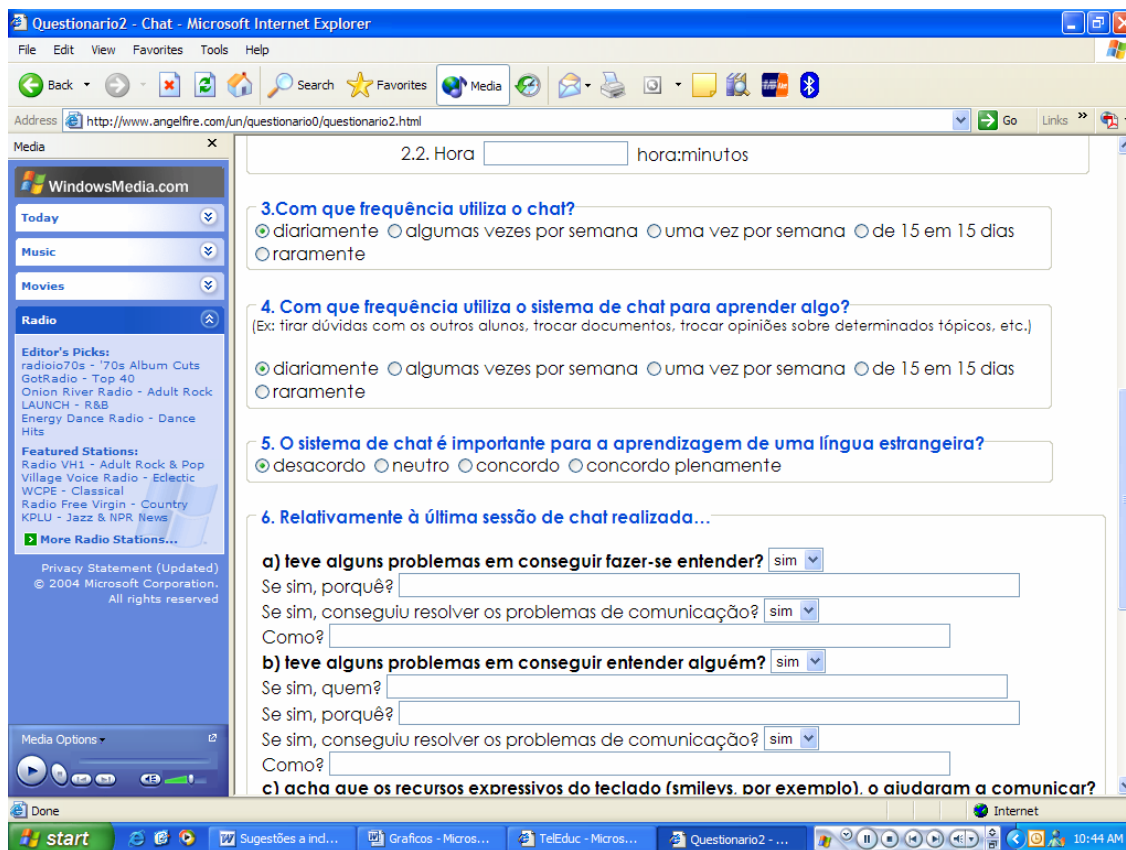 Questionario2 - Chat - Microsoft Internet Explorer
File Edit View Favorites Tools Help
Back Search Favorites Media
Address http://www.angelfire.com/un/questionario0/questionario2.html Go Links »
Media x
WindowsMedia.com
Today
Music
Movies
Radio
Editor's Picks:
radioio70s - '70s Album Cuts
GotRadio - Top 40
Onion River Radio - Adult Rock
LAUNCH - R&B
Energy Dance Radio - Dance
Hits
Featured Stations:
Radio VH1 - Adult Rock & Pop
Village Voice Radio - Eclectic
WCPE - Classical
Radio Free Virgin - Country
KPLU - Jazz & NPR News
More Radio Stations...
Privacy Statement (Updated)
© 2004 Microsoft Corporation.
All rights reserved
Media Options
2.2. Hora hora:minutos
3.Com que frequência utiliza o chat?
diariamente algumas vezes por semana uma vez por semana de 15 em 15 dias
raramente
4. Com que frequência utiliza o sistema de chat para aprender algo?
(Ex: tirar dúvidas com os outros alunos, trocar documentos, trocar opiniões sobre determinados tópicos, etc.)
diariamente algumas vezes por semana uma vez por semana de 15 em 15 dias
raramente
5. O sistema de chat é importante para a aprendizagem de uma língua estrangeira?
desacordo neutro concordo concordo plenamente
6. Relativamente à última sessão de chat realizada...
a) teve alguns problemas em conseguir fazer-se entender? sim
Se sim, porquê?
Se sim, conseguiu resolver os problemas de comunicação? sim
Como?
b) teve alguns problemas em conseguir entender alguém? sim
Se sim, quem?
Se sim, porquê?
Se sim, conseguiu resolver os problemas de comunicação? sim
Como?
c) acha que os recursos expressivos do teclado (smileys, por exemplo), o ajudaram a comunicar?
Done Internet
start Sugestões a ind... Graficos - Micros... TelEduc - Micros... Questionario2 - ... 10:44 AM